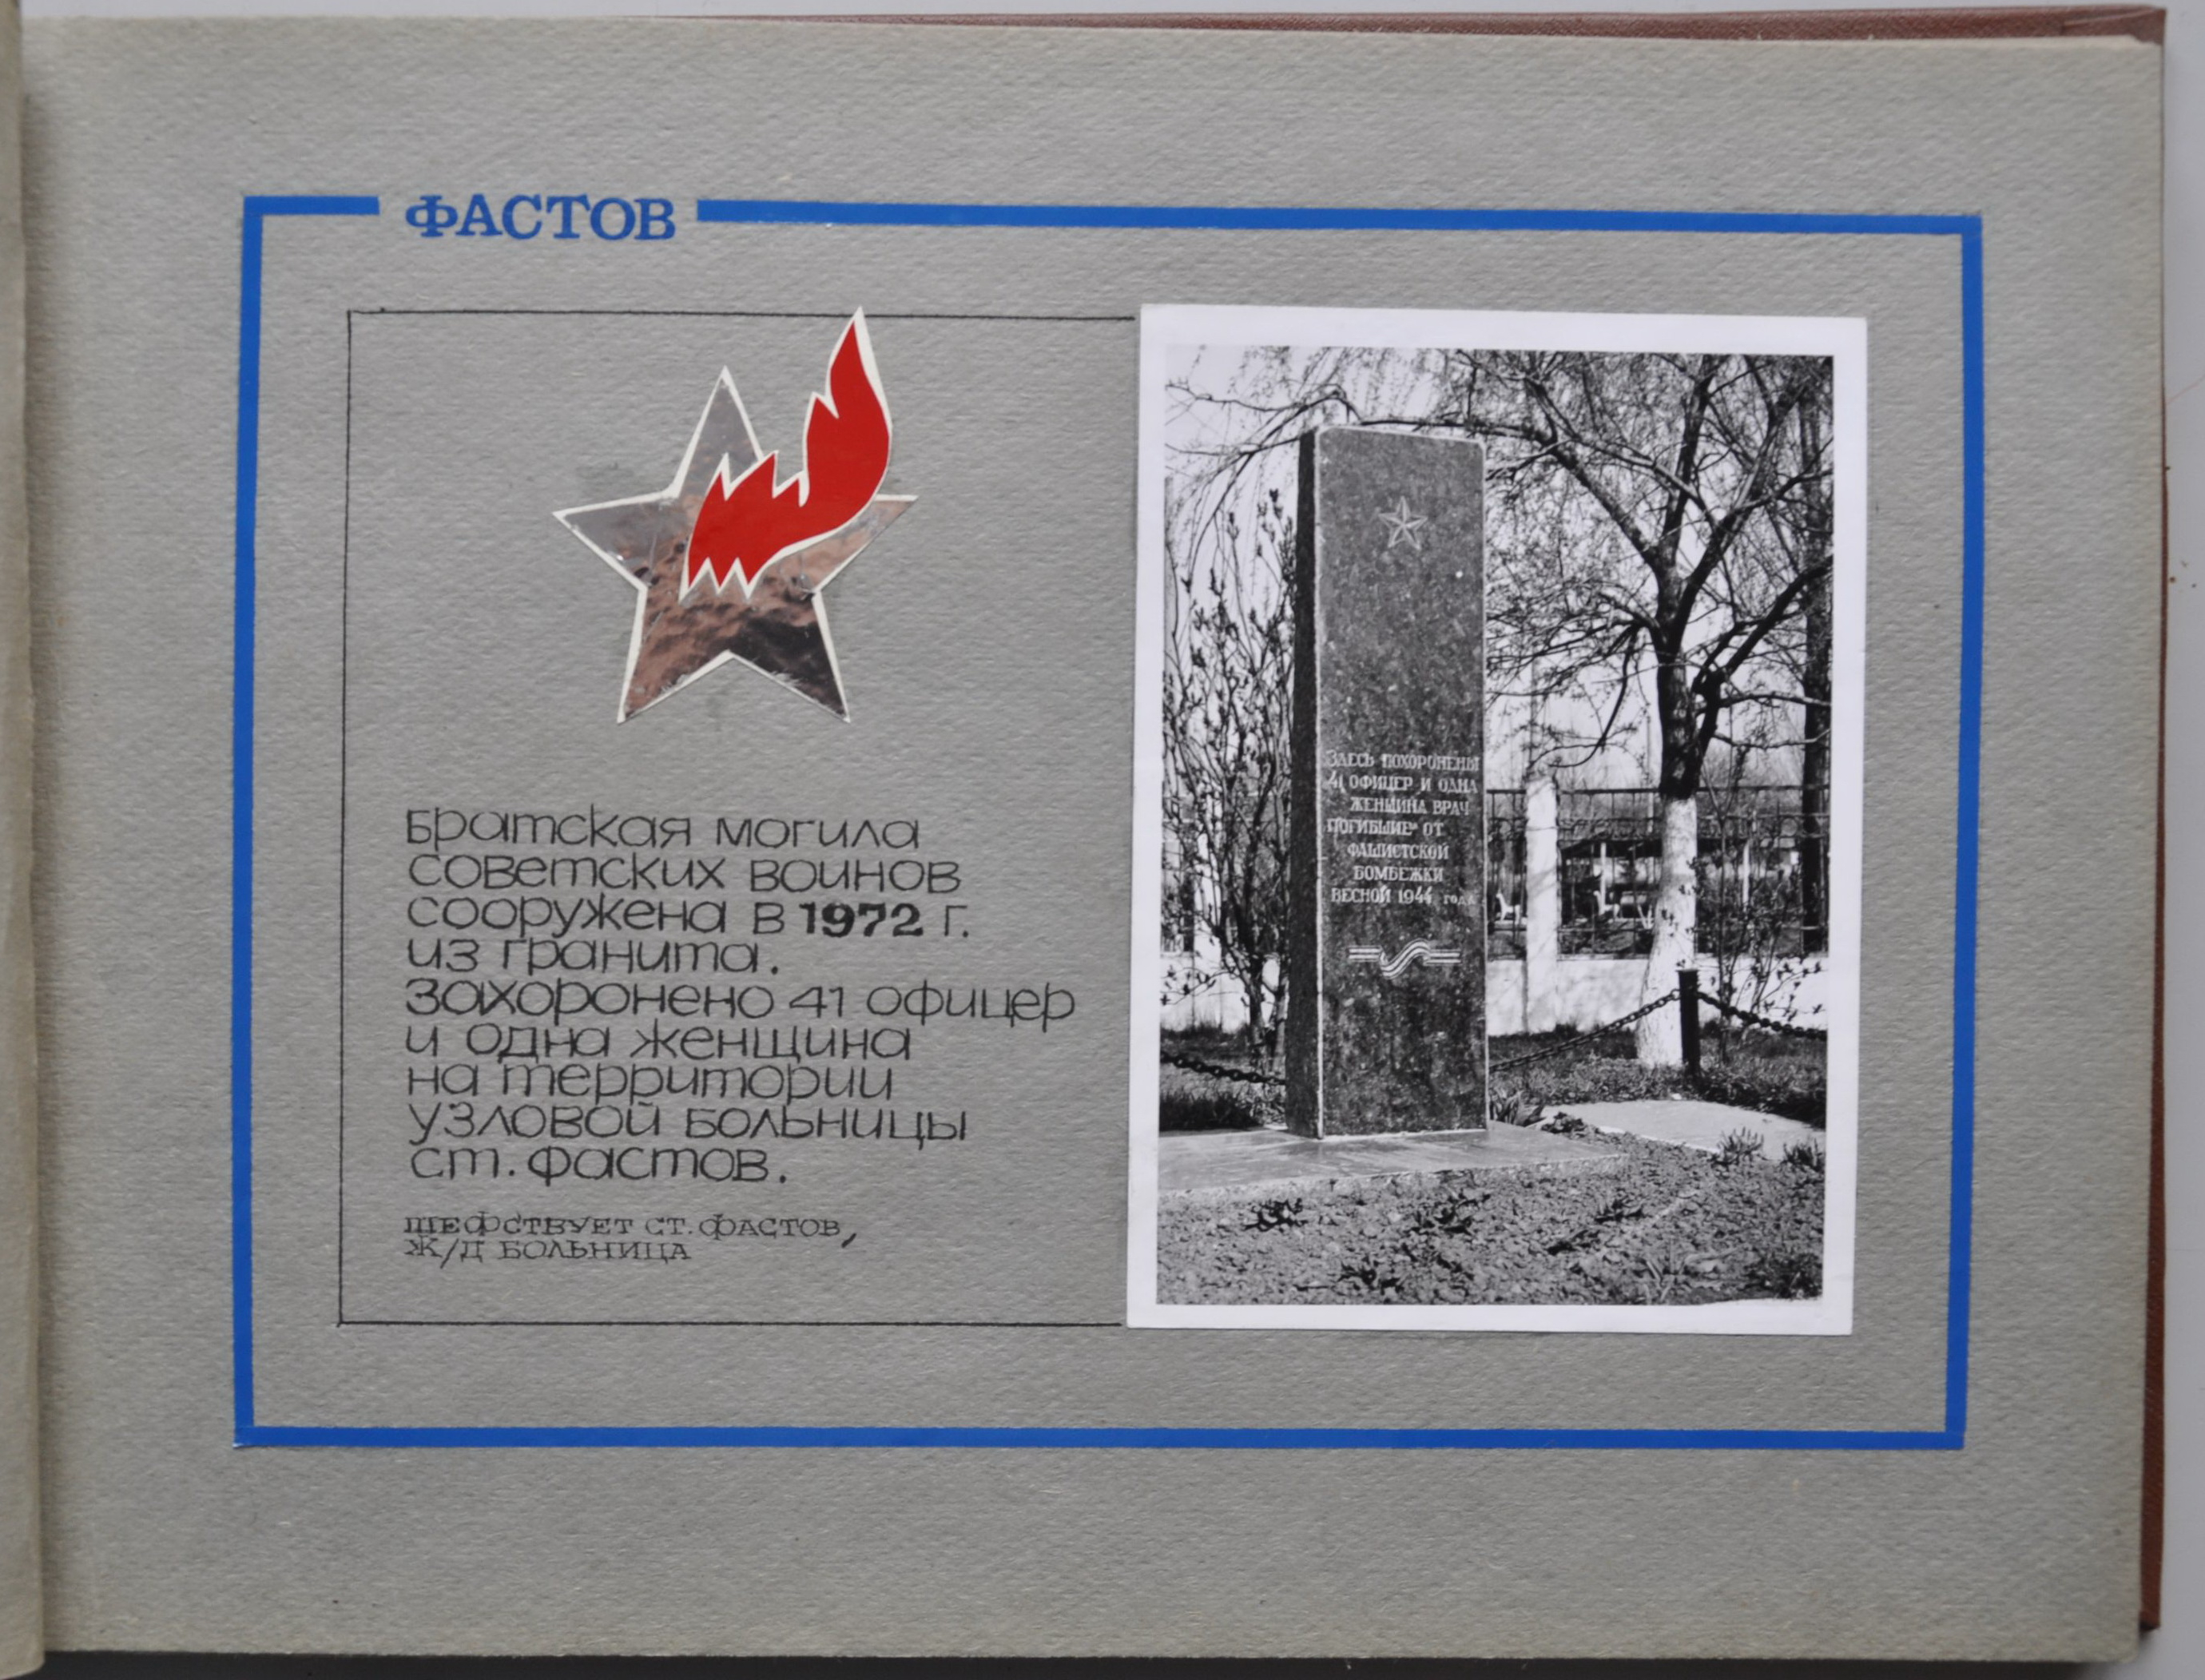 ФАСТОВ
Братская могила
советских воинов
сооружена в 1972 г.
из гранита.
Захоронено 41 офицер
и одна женщина
на территории
узловой больницы
ст. Фастов.
ШЕФСТВУЕТ СТ. ФАСТОВ,
Ж/Д БОЛЬНИЦА
ЗДЕСЬ ПОХОРОНЕНЫ
41 ОФИЦЕР И ОДНА
ЖЕНЩИНА ВРАЧ
ПОГИБШИЕ ОТ
ФАШИСТСКОЙ
БОМБЕЖКИ
ВЕСНОЙ 1944 ГОДА